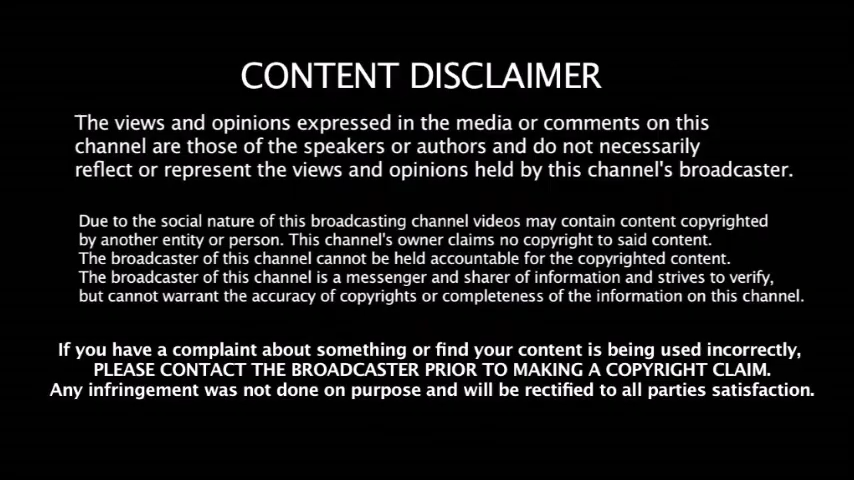 CONTENT DISCLAIMER
The views and opinions expressed in the media or comments on this
channel are those of the speakers or authors and do not necessarily
reflect or represent the views and opinions held by this channel's broadcaster.
Due to the social nature of this broadcasting channel videos may contain content copyrighted
by another entity or person. This channel's owner claims no copyright to said content.
The broadcaster of this channel cannot be held accountable for the copyrighted content.
The broadcaster of this channel is a messenger and sharer of information and strives to verify,
but cannot warrant the accuracy of copyrights or completeness of the information on this channel.
If you have a complaint about something or find your content is being used incorrectly,
PLEASE CONTACT THE BROADCASTER PRIOR TO MAKING A COPYRIGHT CLAIM.
Any infringement was not done on purpose and will be rectified to all parties satisfaction.